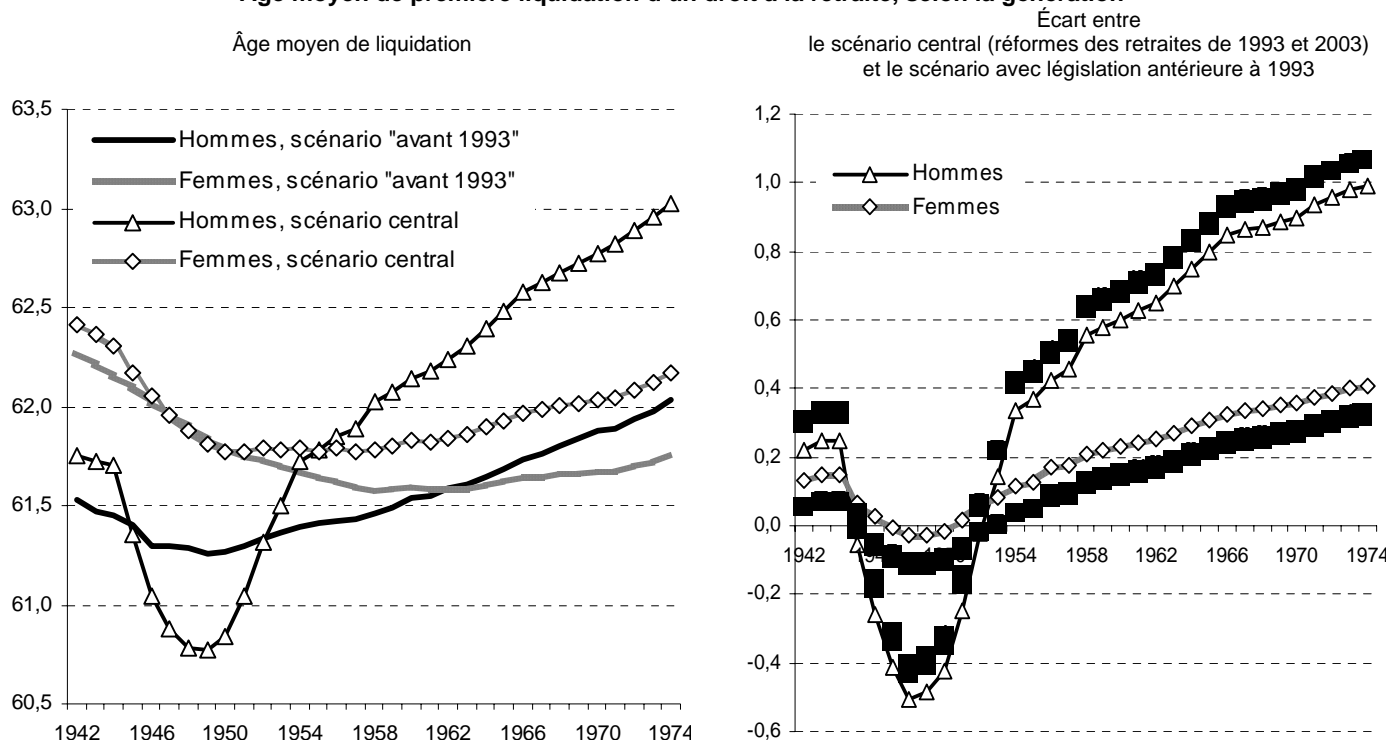 Âge moyen de première liquidation d'un droit à la retraite, selon la génération
Âge moyen de liquidation
63,5
63,0
62,5
62,0
61,5
61,0
60,5
Hommes, scénario "avant 1993"
Femmes, scénario "avant 1993"
Hommes, scénario central
Femmes, scénario central
1942 1946 1950 1954 1958 1962 1966 1970 1974
Écart entre
le scénario central (réformes des retraites de 1993 et 2003)
et le scénario avec législation antérieure à 1993
1,2
1,0
0,8
0,6
0,4
0,2
0,0
-0,2
-0,4
-0,6
Hommes
Femmes
1942 1954 1958 1962 1966 1970 1974